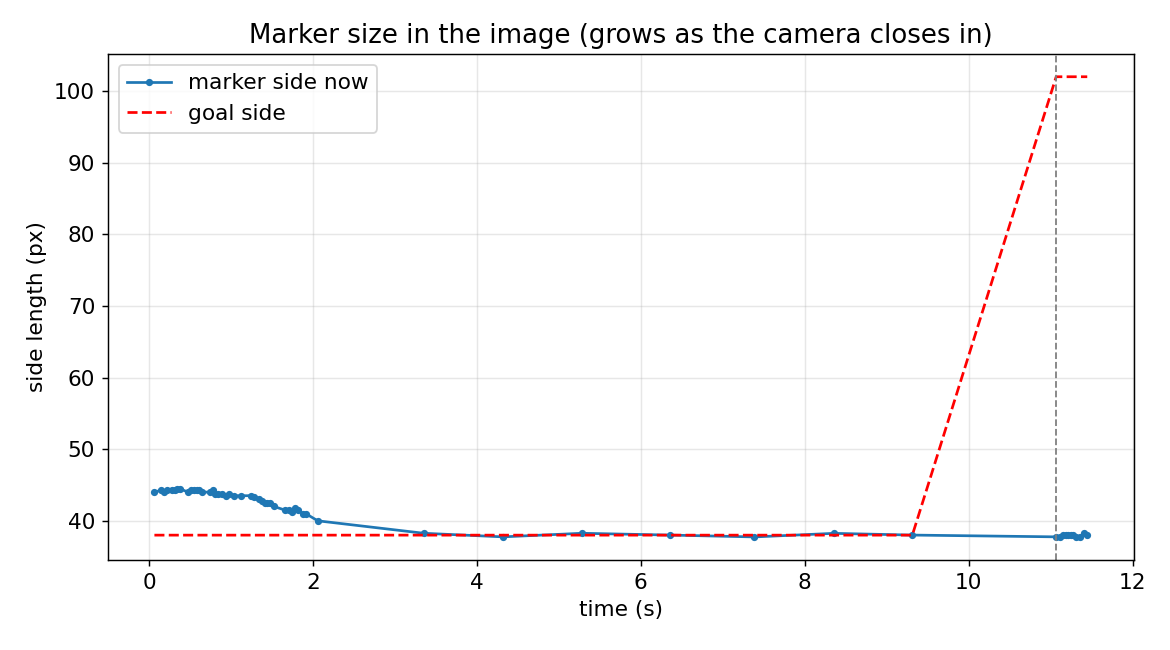 Marker size in the image (grows as the camera closes in)
marker side now
goal side
side length (px)
100
90
80
70
60
50
40
0 2 4 6 8 10 12
time (s)